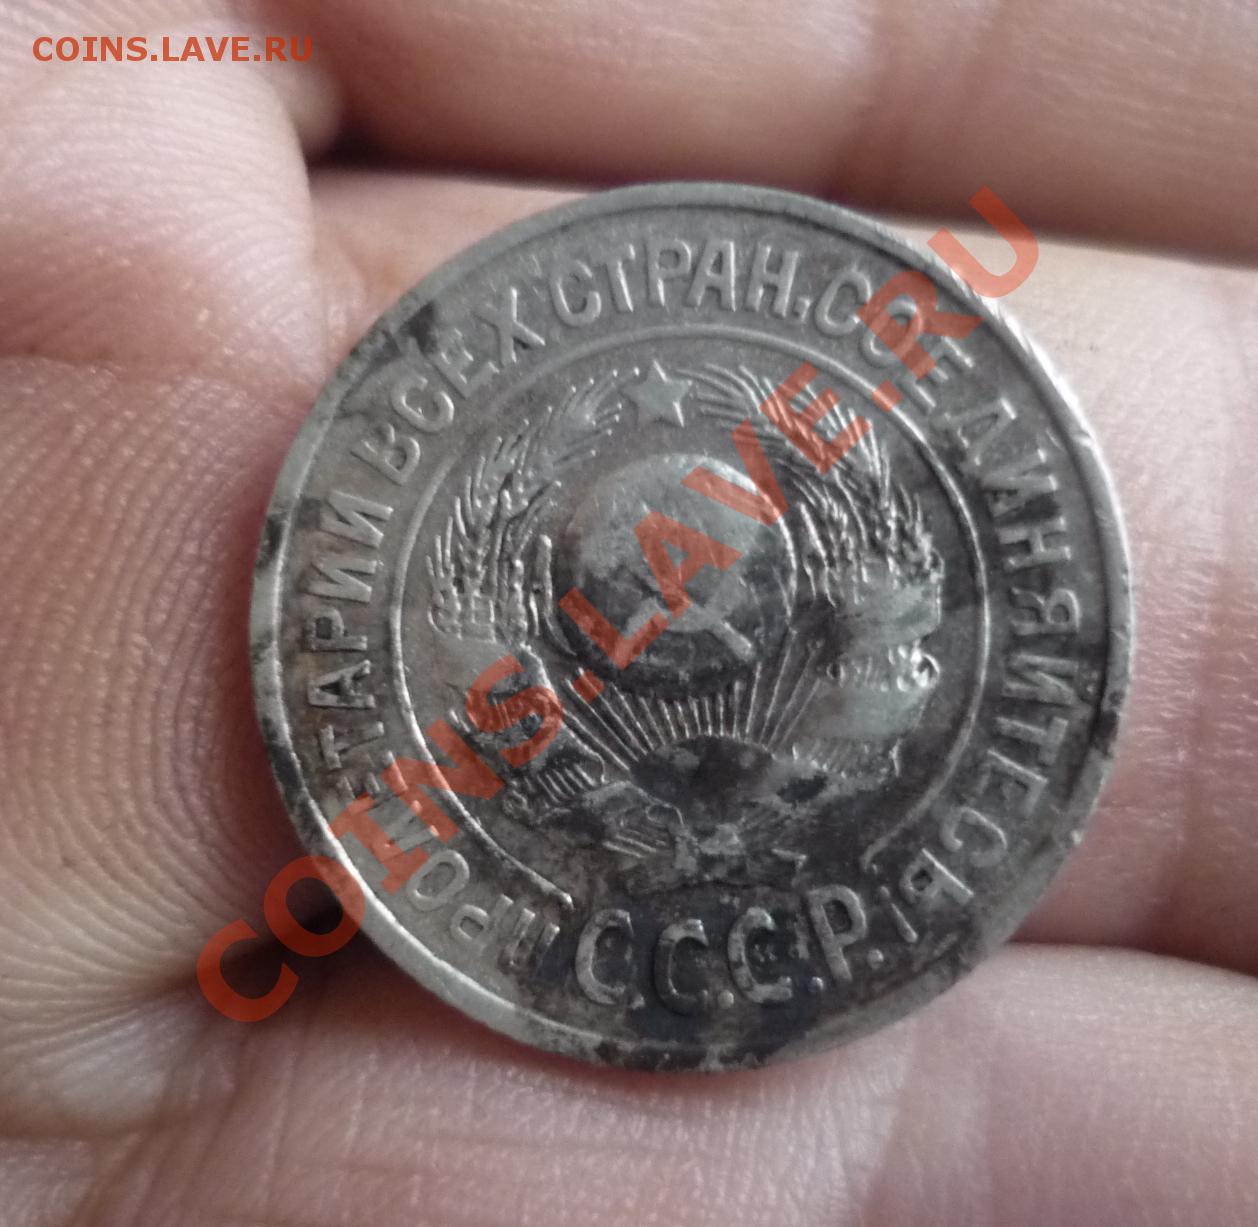 COINS.LAVE.RU
COINS.LAVE.RU
ПРОЛЕТАРИИ ВСЕХ СТРАН. СОЕДИНЯЙТЕСЬ!
С.С.С.Р.